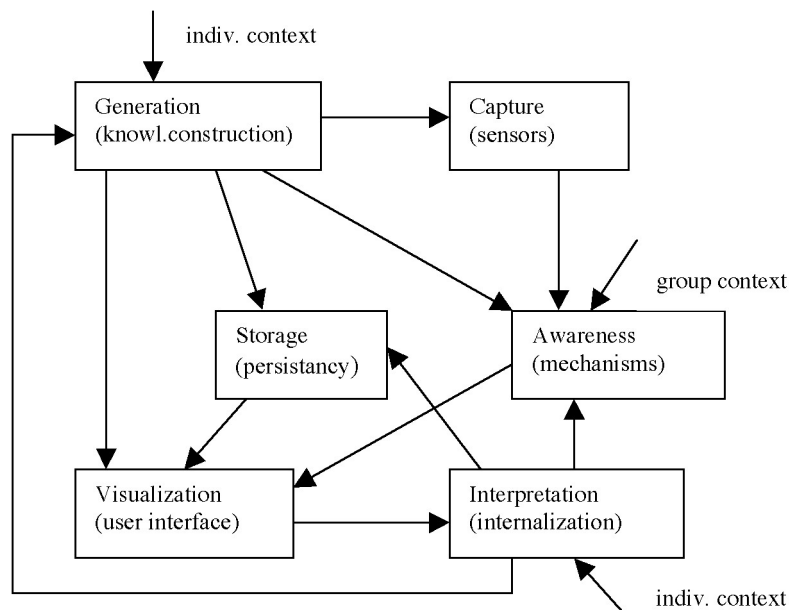 indiv. context
Generation
(knowl.construction)
Capture
(sensors)
group context
Storage
(persistancy)
Awareness
(mechanisms)
Visualization
(user interface)
Interpretation
(internalization)
indiv. context